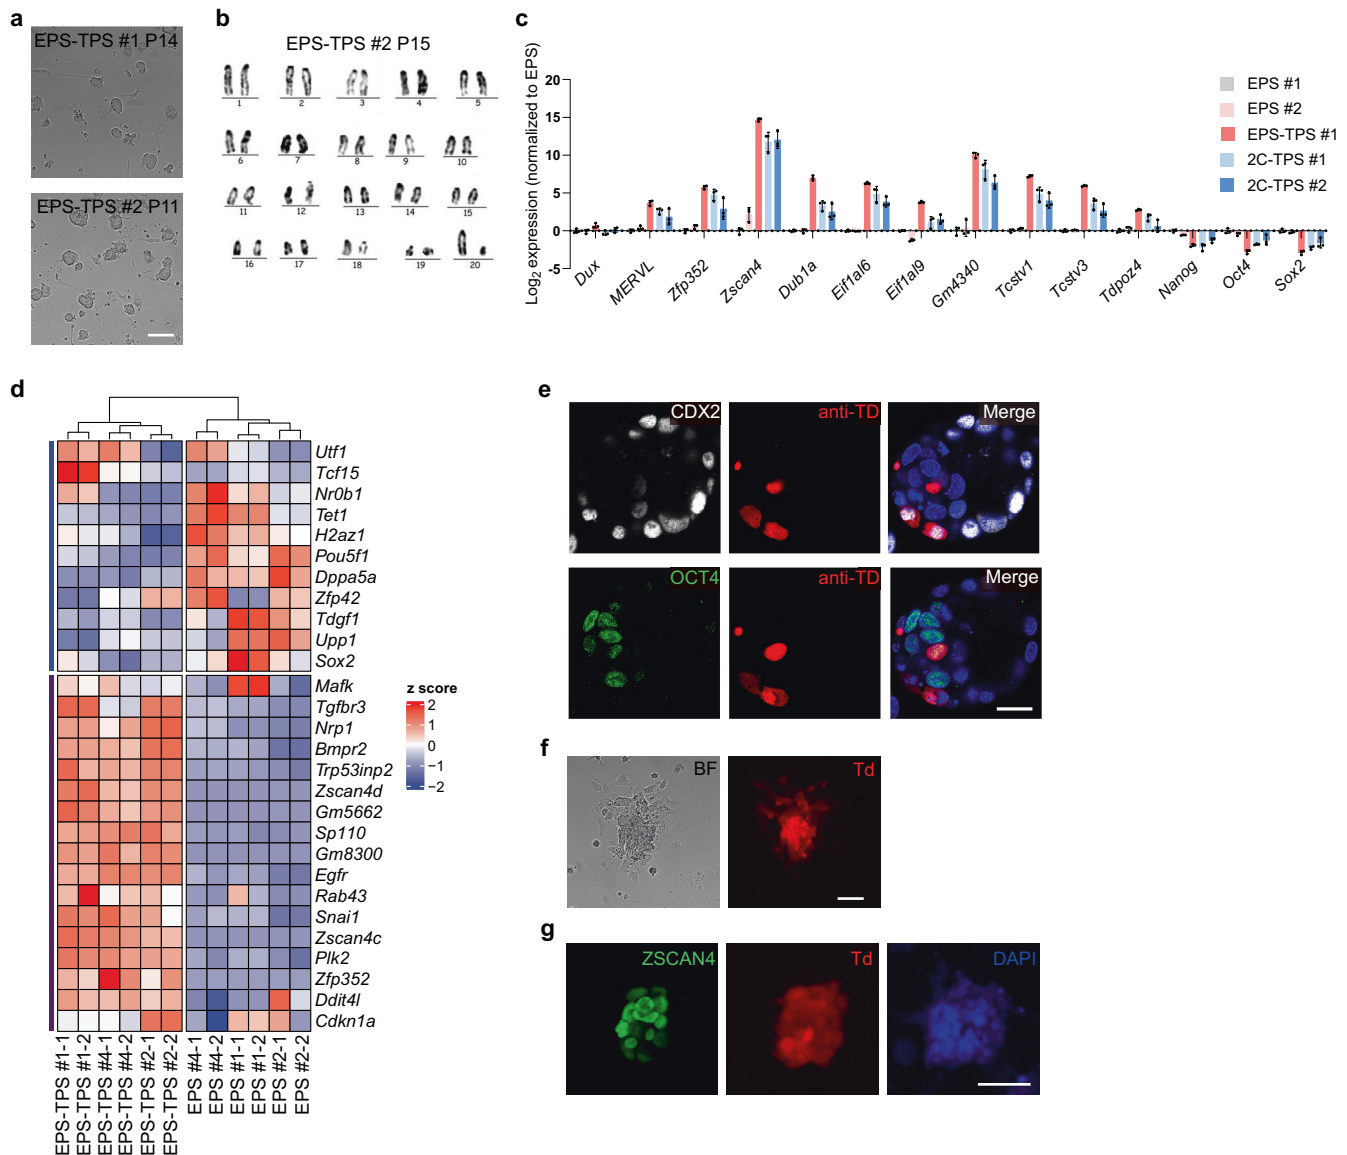 a
EPS-TPS #1 P14
EPS-TPS #2 P11
b
EPS-TPS #2 P15
1 2 3 4 5
6 7 8 9 10
11 12 13 14 15
16 17 18 19 20
c
Log2 expression (normalized to EPS)
20
15
10
5
0
-5
Dux MERVL Zfp352 Zscan4 Dub1a Eif1al6 Eif1al9 Gm4340 Tcstv1 Tcstv3 Tdpoz4 Nanog Oct4 Sox2
EPS #1
EPS #2
EPS-TPS #1
2C-TPS #1
2C-TPS #2
d
Utf1
Tcf15
Nr0b1
Tet1
H2az1
Pou5f1
Dppa5a
Zfp42
Tdgf1
Upp1
Sox2
Mafk
Tgfbr3
Nrp1
Bmpr2
Trp53inp2
Zscan4d
Gm5662
Sp110
Gm8300
Egfr
Rab43
Snai1
Zscan4c
Plk2
Zfp352
Ddit4l
Cdkn1a
EPS-TPS #1-1
EPS-TPS #1-2
EPS-TPS #4-1
EPS-TPS #4-2
EPS-TPS #2-1
EPS-TPS #2-2
EPS #4-1
EPS #4-2
EPS #1-1
EPS #1-2
EPS #2-1
EPS #2-2
z score
2
1
0
−1
−2
e
CDX2 anti-TD Merge
OCT4 anti-TD Merge
f
BF Td
g
ZSCAN4 Td DAPI